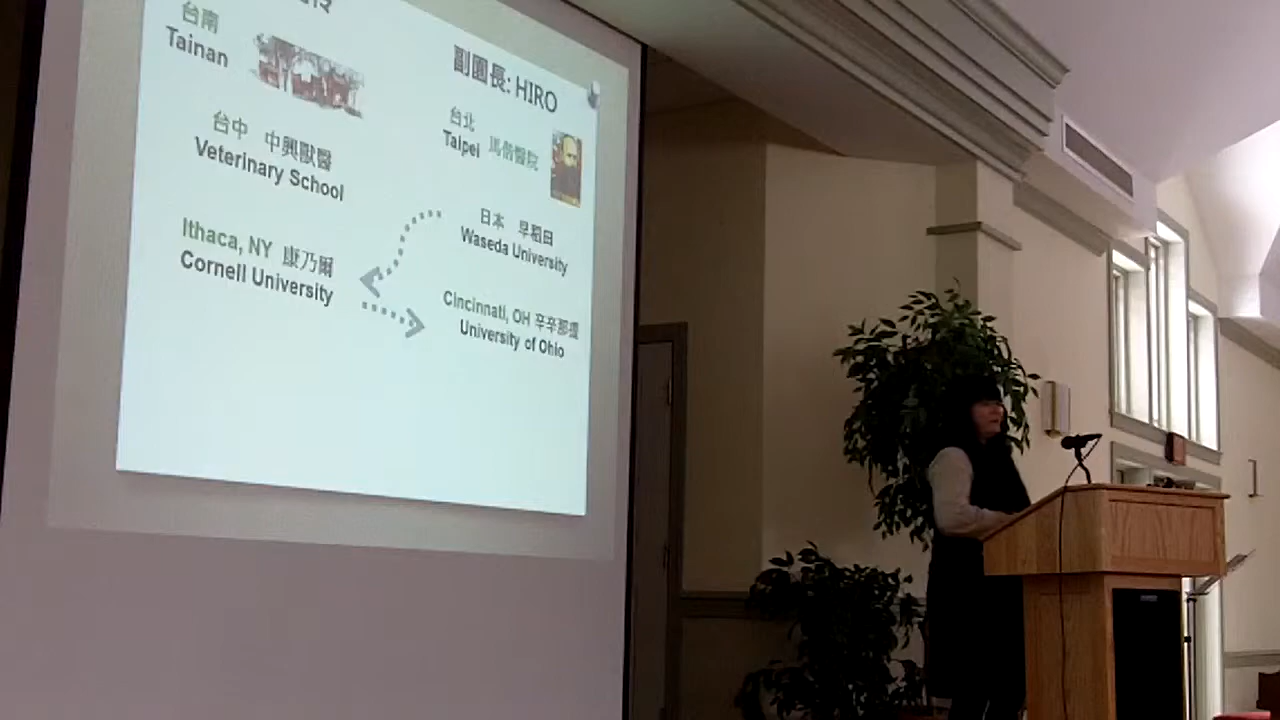 台南
Tainan
台中 中興獸醫
Veterinary School
Ithaca, NY 康乃爾
Cornell University
副園長: HIRO
台北
Taipei 馬偕醫院
日本 早稻田
Waseda University
Cincinnati, OH 辛辛那提
University of Ohio